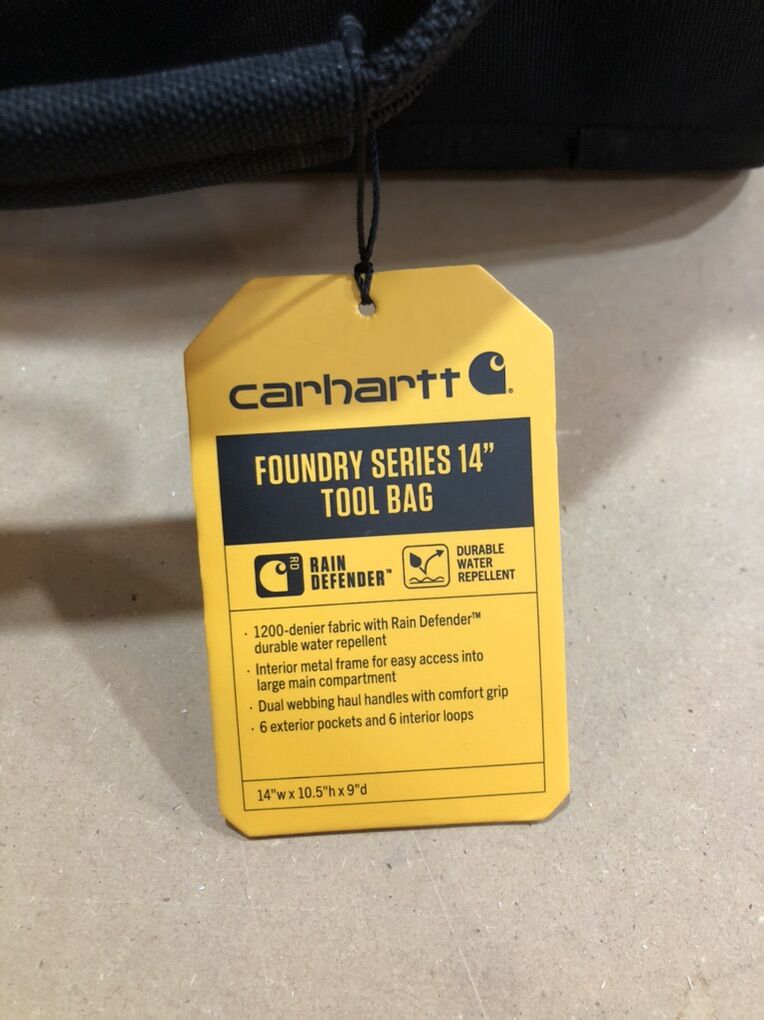 carhartt
FOUNDRY SERIES 14”
TOOL BAG
RD
RAIN
DEFENDER™
DURABLE
WATER
REPELLENT
· 1200-denier fabric with Rain Defender™
durable water repellent
· Interior metal frame for easy access into
large main compartment
· Dual webbing haul handles with comfort grip
· 6 exterior pockets and 6 interior loops
14"w x 10.5"h x 9"d